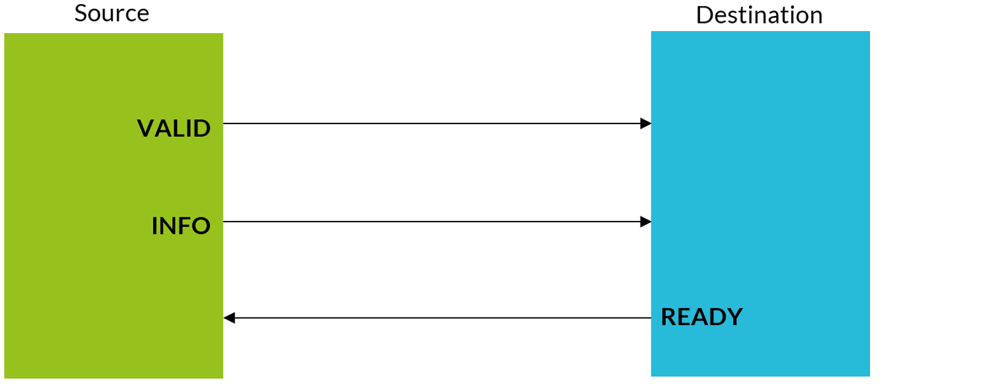 Source
Destination
VALID
INFO
READY